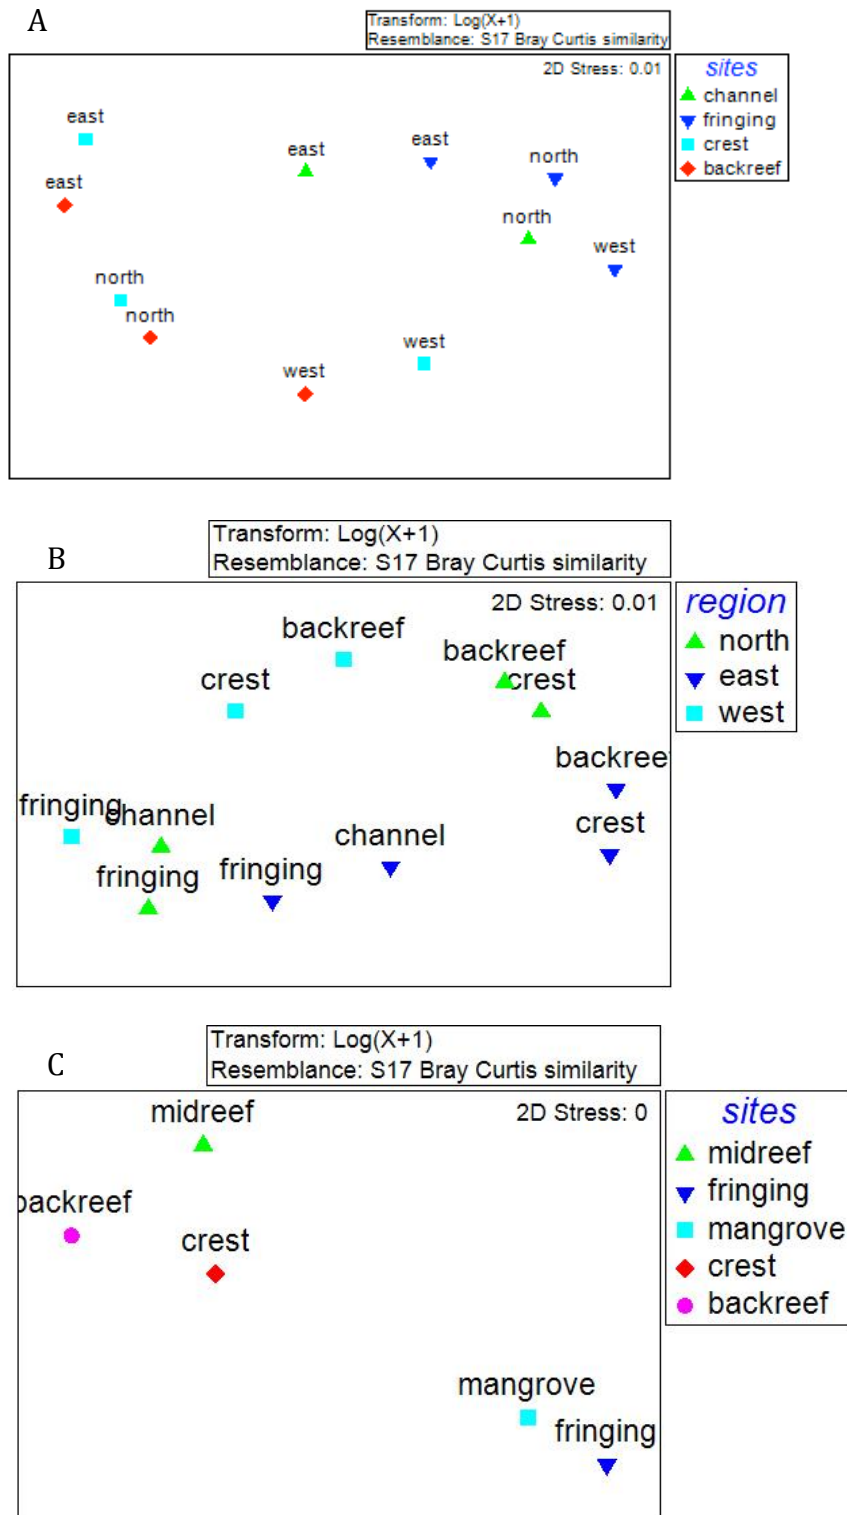 A
Transform: Log(X+1)
Resemblance: S17 Bray Curtis similarity
2D Stress: 0.01
sites
channel
fringing
crest
backreef
east
east
east
north
east
north
west
north
north
west
west
B
Transform: Log(X+1)
Resemblance: S17 Bray Curtis similarity
2D Stress: 0.01
region
north
east
west
backreef
backreef
crest
crest
backreef
fringing
channel
channel
crest
fringing
fringing
C
Transform: Log(X+1)
Resemblance: S17 Bray Curtis similarity
2D Stress: 0
sites
midreef
fringing
mangrove
crest
backreef
midreef
backreef
crest
mangrove
fringing